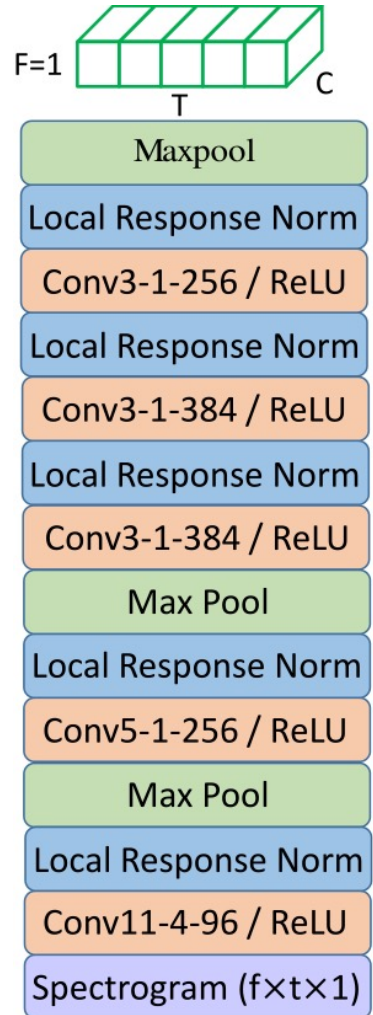 F=1
C
T
Maxpool
Local Response Norm
Conv3-1-256 / ReLU
Local Response Norm
Conv3-1-384 / ReLU
Local Response Norm
Conv3-1-384 / ReLU
Max Pool
Local Response Norm
Conv5-1-256 / ReLU
Max Pool
Local Response Norm
Conv11-4-96 / ReLU
Spectrogram (f×t×1)